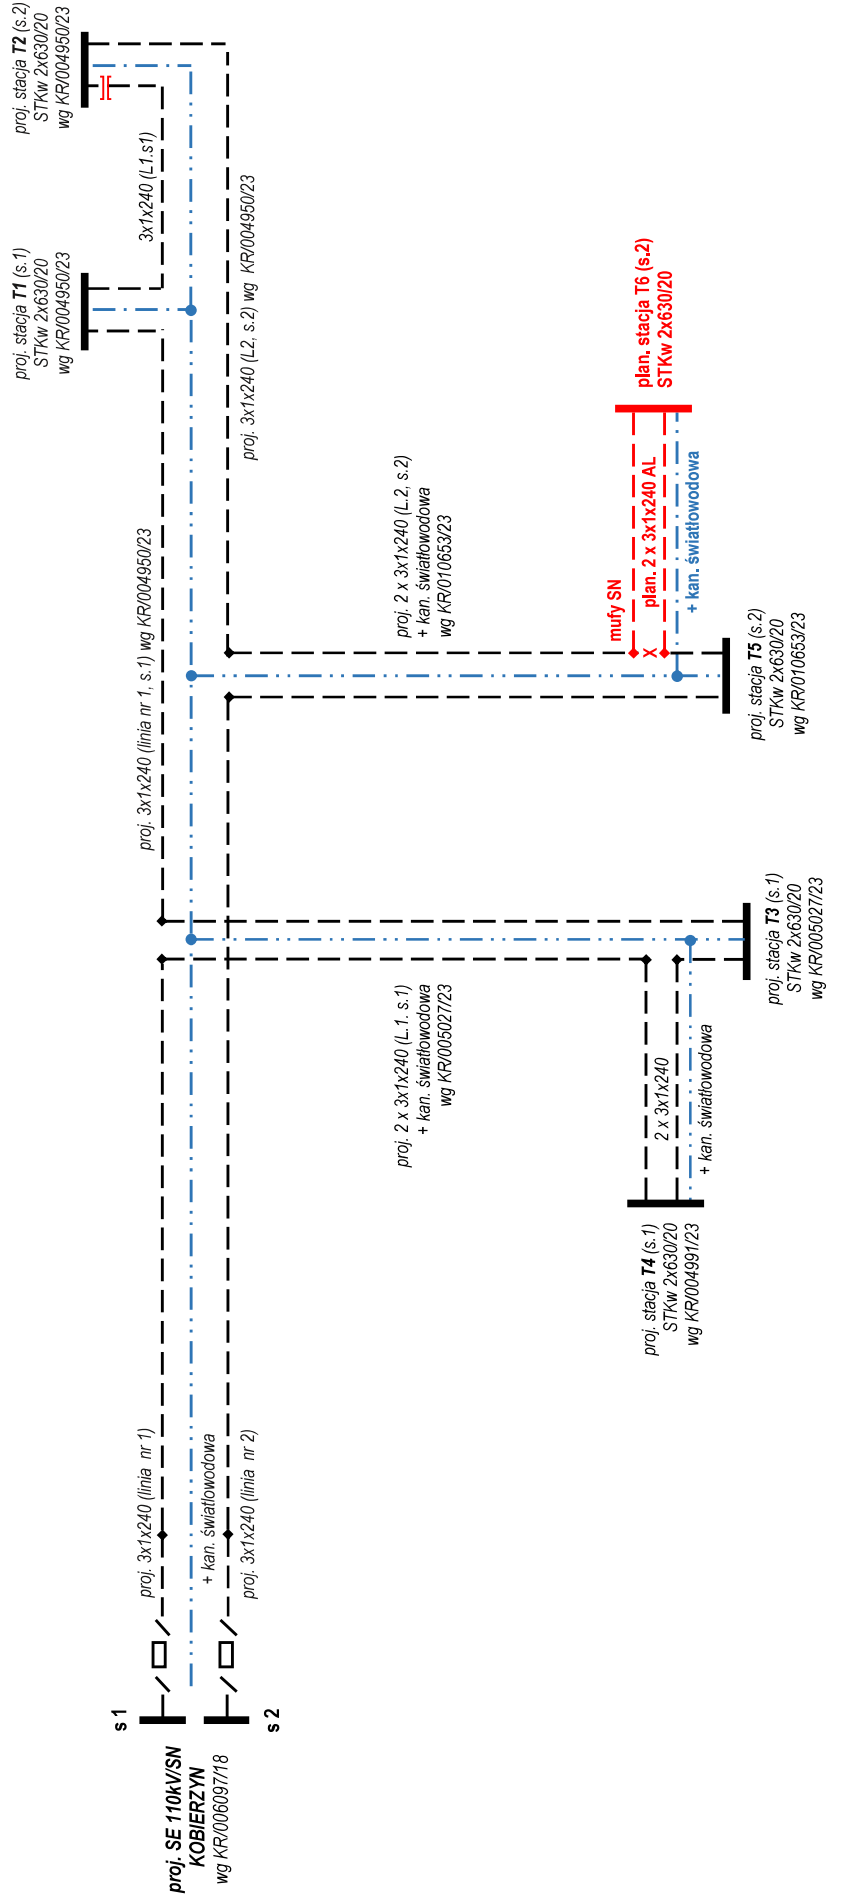 proj. SE 110kV/SN
KOBIERZYN
wg KR/006097/18
s 1
s 2
proj. 3x1x240 (linia nr 1)
+ kan. światłowodowa
proj. 3x1x240 (linia nr 2)
proj. 3x1x240 (linia nr 1, s.1) wg KR/004950/23
proj. stacja T1 (s.1)
STKw 2x630/20
wg KR/004950/23
3x1x240 (L1.s1)
proj. stacja T2 (s.2)
STKw 2x630/20
wg KR/004950/23
proj. 3x1x240 (L2, s.2) wg KR/004950/23
proj. 2 x 3x1x240 (L.1. s.1)
+ kan. światłowodowa
wg KR/005027/23
proj. 2 x 3x1x240 (L.2, s.2)
+ kan. światłowodowa
wg KR/010653/23
proj. stacja T4 (s.1)
STKw 2x630/20
wg KR/004991/23
2 x 3x1x240
+ kan. światłowodowa
proj. stacja T3 (s.1)
STKw 2x630/20
wg KR/005027/23
mufy SN
X
plan. 2 x 3x1x240 AL
+ kan. światłowodowa
plan. stacja T6 (s.2)
STKw 2x630/20
proj. stacja T5 (s.2)
STKw 2x630/20
wg KR/010653/23